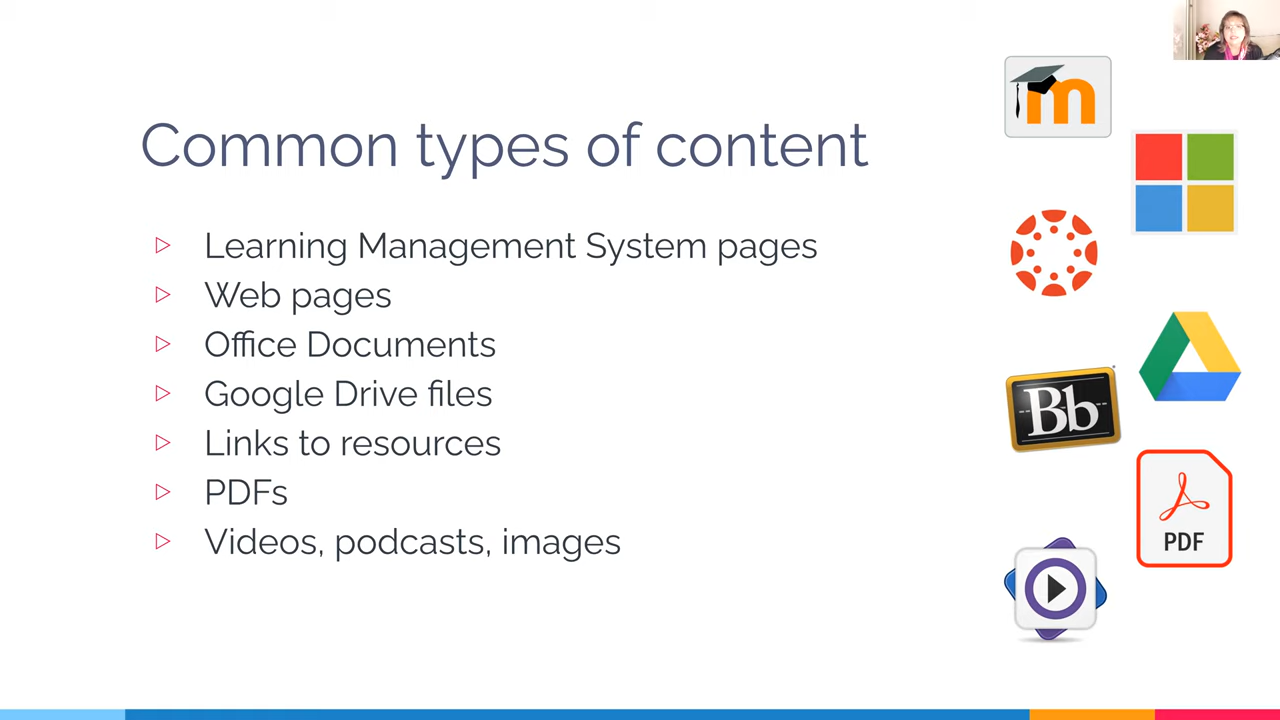 Common types of content
Learning Management System pages
Web pages
Office Documents
Google Drive files
Links to resources
PDFs
Videos, podcasts, images
m
Bb
PDF